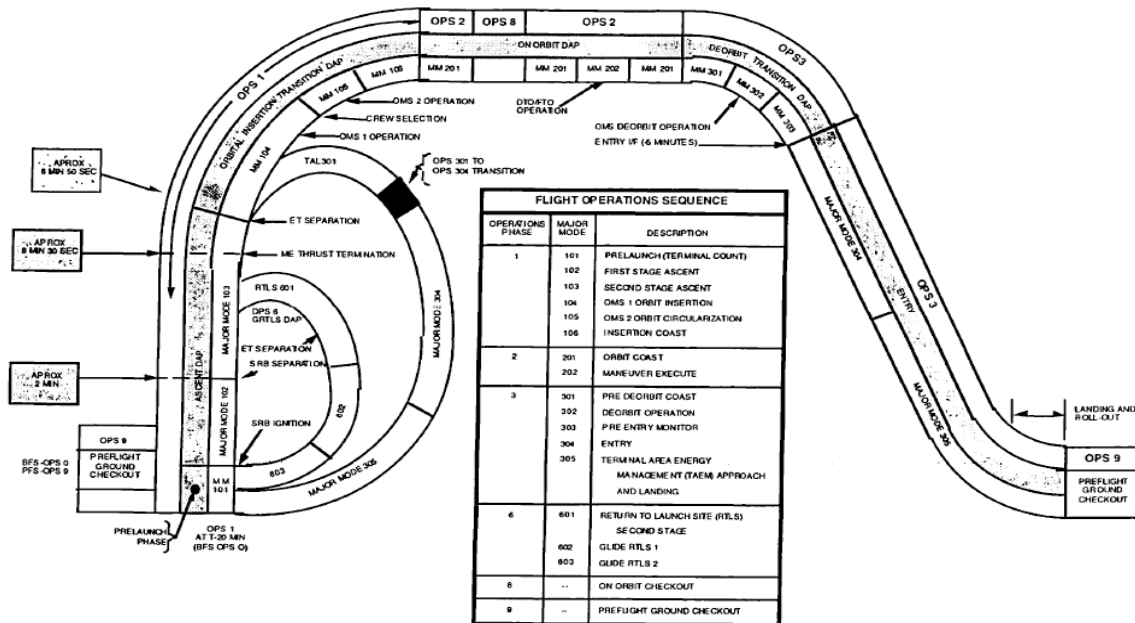 OPS 2
OPS 8
OPS 2
ON ORBIT DAP
MM 106
MM 201
MM 201
MM 202
MM 201
MM 301
OPS 1
ORBITAL INSERTION/ TRANSITION DAP
MM 104
MM 105
DEORBIT TRANSITION DAP
OPS3
MM 302
MM 303
OMS 2 OPERATION
CREW SELECTION
OMS 1 OPERATION
DTO/FTO
OPERATION
OMS DEORBIT OPERATION
ENTRY I/F (-5 MINUTES)
TAL301
OPS 301 TO
OPS 304 TRANSITION
APROX
8 MIN 50 SEC
ET SEPARATION
APROX
8 MIN 30 SEC
ME THRUST TERMINATION
RTLS 601
DPS 6
GRTLS DAP
ET SEPARATION
SRB SEPARATION
APROX
2 MIN
ASCENT DAP
MAJOR MODE 103
MAJOR MODE 102
602
603
MAJOR MODE 304
MAJOR MODE 305
SRB IGNITION
OPS 9
BFS-OPS 0
PFS-OPS 9
PREFLIGHT
GROUND
CHECKOUT
MM
101
PRELAUNCH
PHASE
OPS 1
AT T-20 MIN
(BFS OPS O)
FLIGHT OPERATIONS SEQUENCE
OPERATIONS PHASE MAJOR MODE DESCRIPTION
1 101 PRELAUNCH (TERMINAL COUNT)
102 FIRST STAGE ASCENT
103 SECOND STAGE ASCENT
104 OMS 1 ORBIT INSERTION
105 OMS 2 ORBIT CIRCULARIZATION
106 INSERTION COAST
2 201 ORBIT COAST
202 MANEUVER EXECUTE
3 301 PRE DEORBIT COAST
302 DEORBIT OPERATION
303 PRE ENTRY MONITOR
304 ENTRY
305 TERMINAL AREA ENERGY
MANAGEMENT (TAEM) APPROACH
AND LANDING
6 601 RETURN TO LAUNCH SITE (RTLS)
SECOND STAGE
602 GLIDE RTLS 1
603 GLIDE RTLS 2
8 -- ON ORBIT CHECKOUT
9 -- PREFLIGHT GROUND CHECKOUT
MAJOR MODE 304
ENTRY
OPS 3
MAJOR MODE 305
LANDING AND
ROLL-OUT
OPS 9
PREFLIGHT
GROUND
CHECKOUT